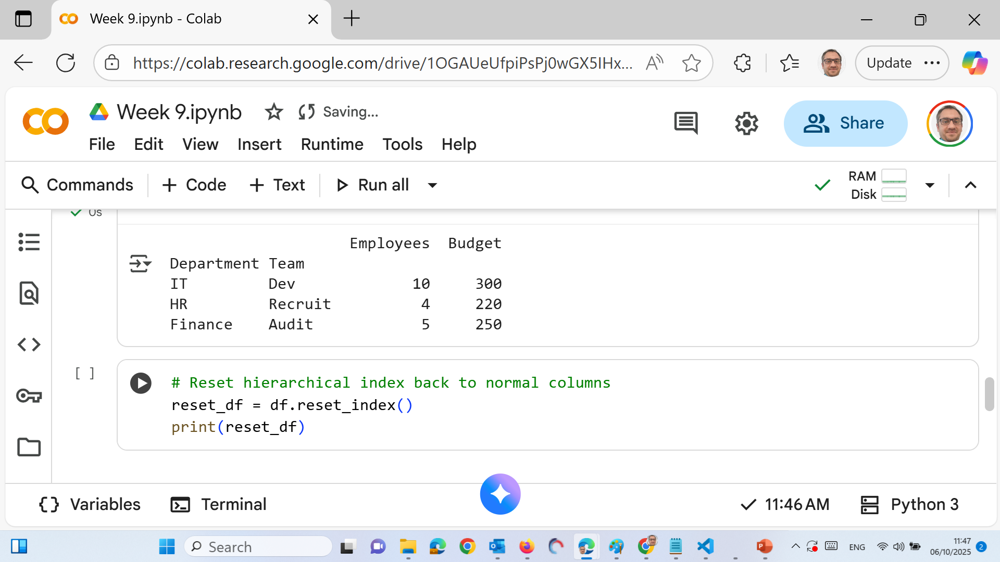 Week 9.ipynb - Colab
https://colab.research.google.com/drive/1OGAUeUfpiPsPj0wGX5IHx...
Update
Week 9.ipynb
Saving...
File Edit View Insert Runtime Tools Help
Share
Commands + Code + Text Run all
RAM
Disk
0s
Employees Budget
Department Team
IT Dev 10 300
HR Recruit 4 220
Finance Audit 5 250
[ ]
# Reset hierarchical index back to normal columns
reset_df = df.reset_index()
print(reset_df)
Variables Terminal 11:46 AM Python 3
Search
ENG
11:47
06/10/2025
2